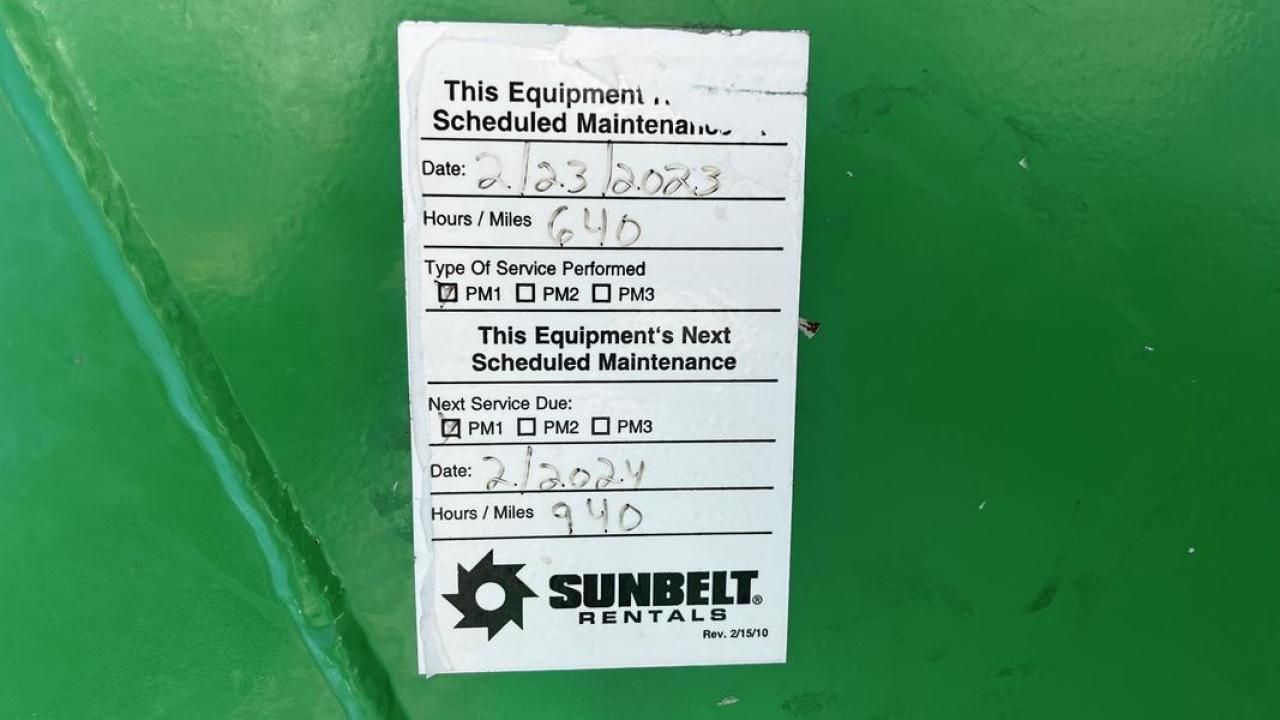 This Equipment
Scheduled Maintenance
Date: 2/23/2023
Hours / Miles 640
Type Of Service Performed
☑ PM1 ☐ PM2 ☐ PM3
This Equipment's Next
Scheduled Maintenance
Next Service Due:
☑ PM1 ☐ PM2 ☐ PM3
Date: 2/2024
Hours / Miles 940
SUNBELT®
RENTALS
Rev. 2/15/10